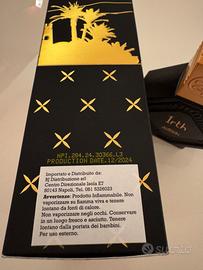 NPI.204.24.30366.L3
PRODUCTION DATE.12/2024
Importato e Distribuito da:
BJ Distribuzione srl
Centro Direzionale Isola E7
80143 Napoli, Tel. 081 5326023
Avvertenze: Prodotto Infiammabile. Non
vaporizzare su fiamma viva e tenere
lontano da fonti di calore.
Non vaporizzare negli occhi. Conservare
in un luogo fresco e asciutto. Tenere
lontano dalla portata dei bambini.
Per uso esterno.
subito